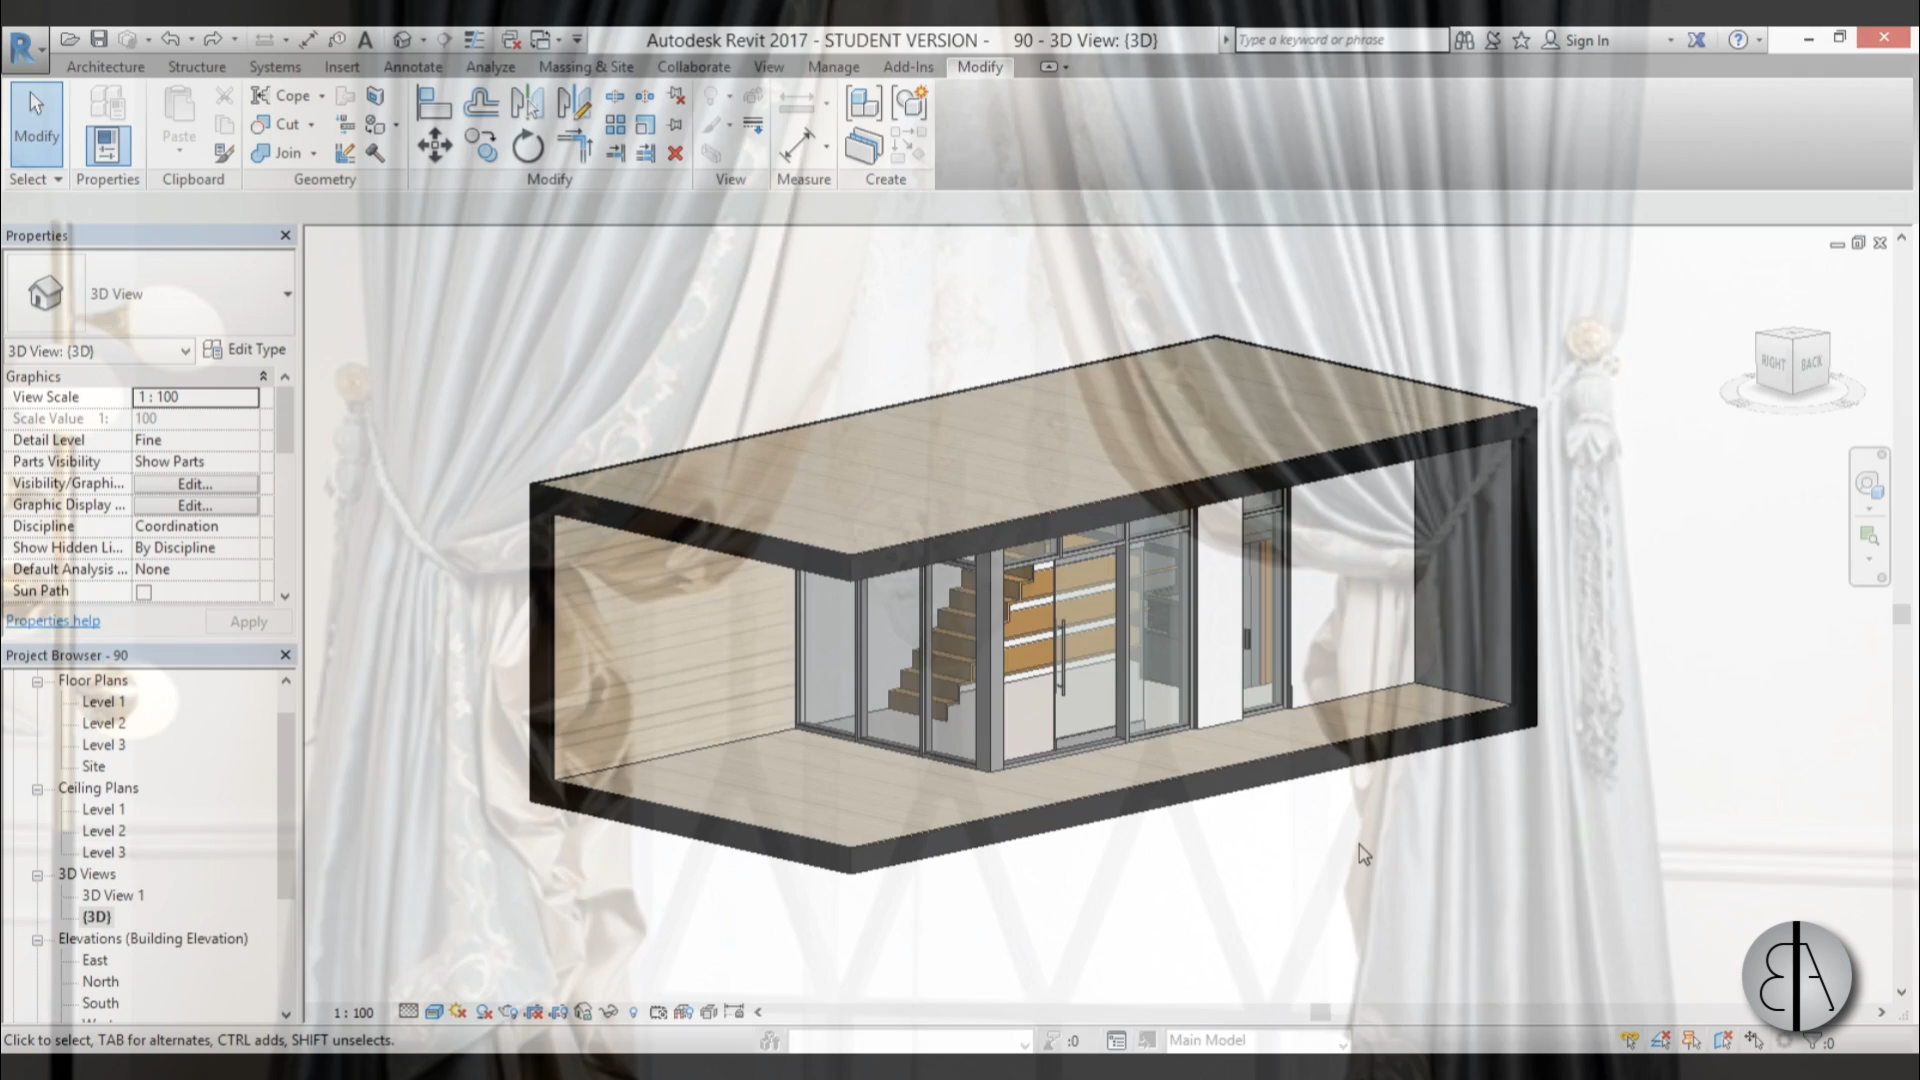 Autodesk Revit 2017 - STUDENT VERSION - 90 - 3D View: {3D}
Type a keyword or phrase
Sign In
Architecture Structure Systems Insert Annotate Analyze Massing & Site Collaborate View Manage Add-Ins Modify
Modify
Paste
Cope
Cut
Join
Select Properties Clipboard Geometry Modify View Measure Create
Properties
3D View
3D View: {3D} Edit Type
Graphics
View Scale 1 : 100
Scale Value 1: 100
Detail Level Fine
Parts Visibility Show Parts
Visibility/Graphi... Edit...
Graphic Display ... Edit...
Discipline Coordination
Show Hidden Li... By Discipline
Default Analysis ... None
Sun Path
Properties help Apply
Project Browser - 90
Floor Plans
Level 1
Level 2
Level 3
Site
Ceiling Plans
Level 1
Level 2
Level 3
3D Views
3D View 1
{3D}
Elevations (Building Elevation)
East
North
South
RIGHT BACK
1 : 100
Click to select, TAB for alternates, CTRL adds, SHIFT unselects.
:0
Main Model
:0